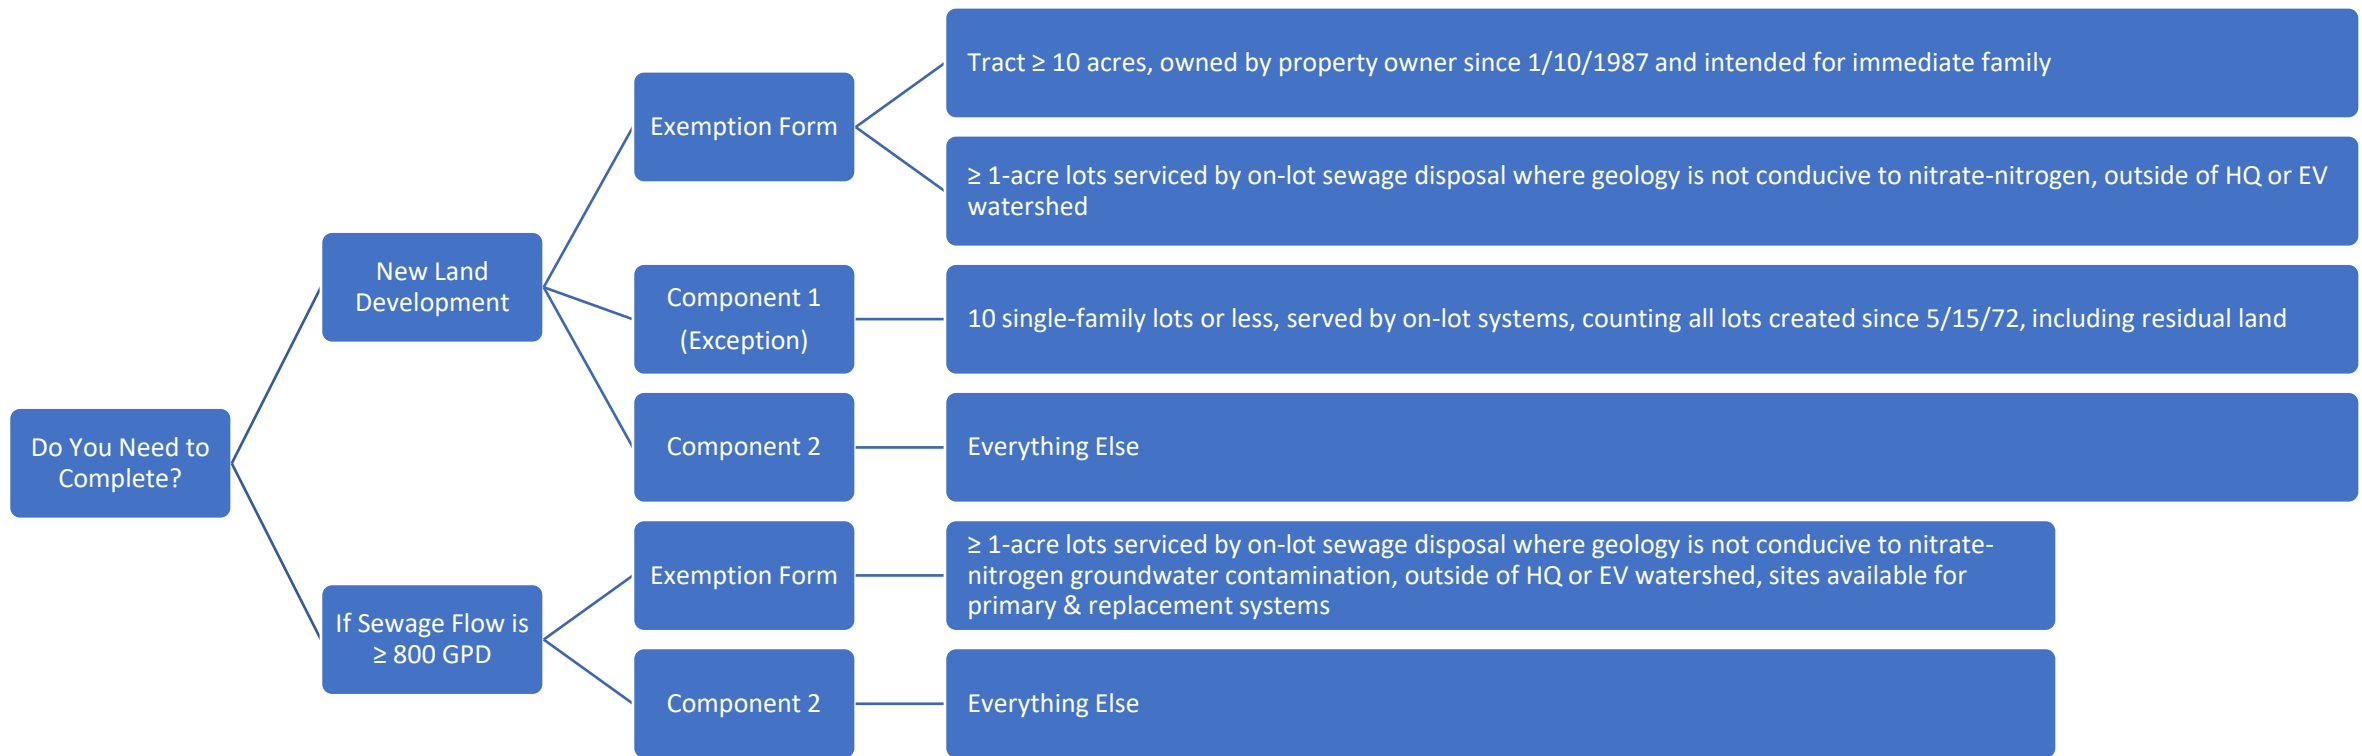 Do You Need to
Complete?
New Land
Development
Exemption Form
Tract ≥ 10 acres, owned by property owner since 1/10/1987 and intended for immediate family
≥ 1-acre lots serviced by on-lot sewage disposal where geology is not conducive to nitrate-nitrogen, outside of HQ or EV
watershed
Component 1
(Exception)
10 single-family lots or less, served by on-lot systems, counting all lots created since 5/15/72, including residual land
Component 2
Everything Else
If Sewage Flow is
≥ 800 GPD
Exemption Form
≥ 1-acre lots serviced by on-lot sewage disposal where geology is not conducive to nitrate-
nitrogen groundwater contamination, outside of HQ or EV watershed, sites available for
primary & replacement systems
Component 2
Everything Else